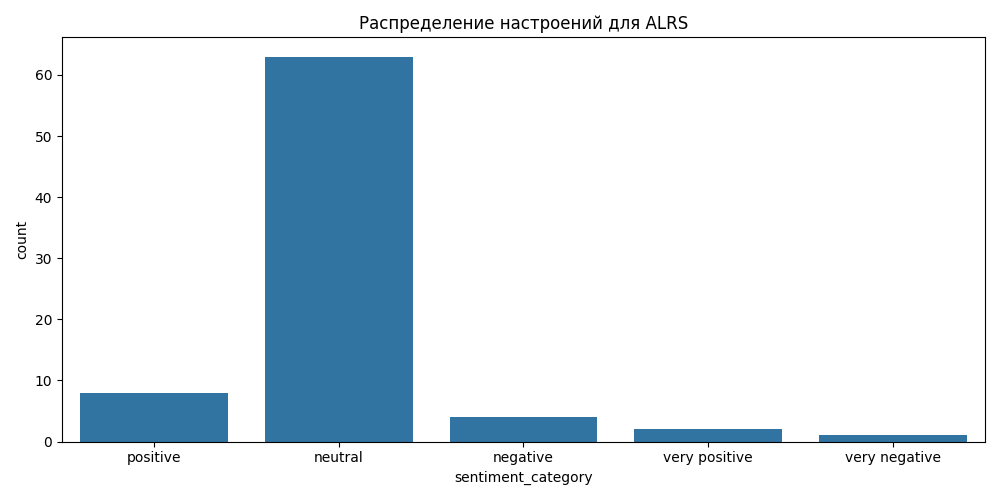 Распределение настроений для ALRS
count
60
50
40
30
20
10
0
positive neutral negative very positive very negative
sentiment_category